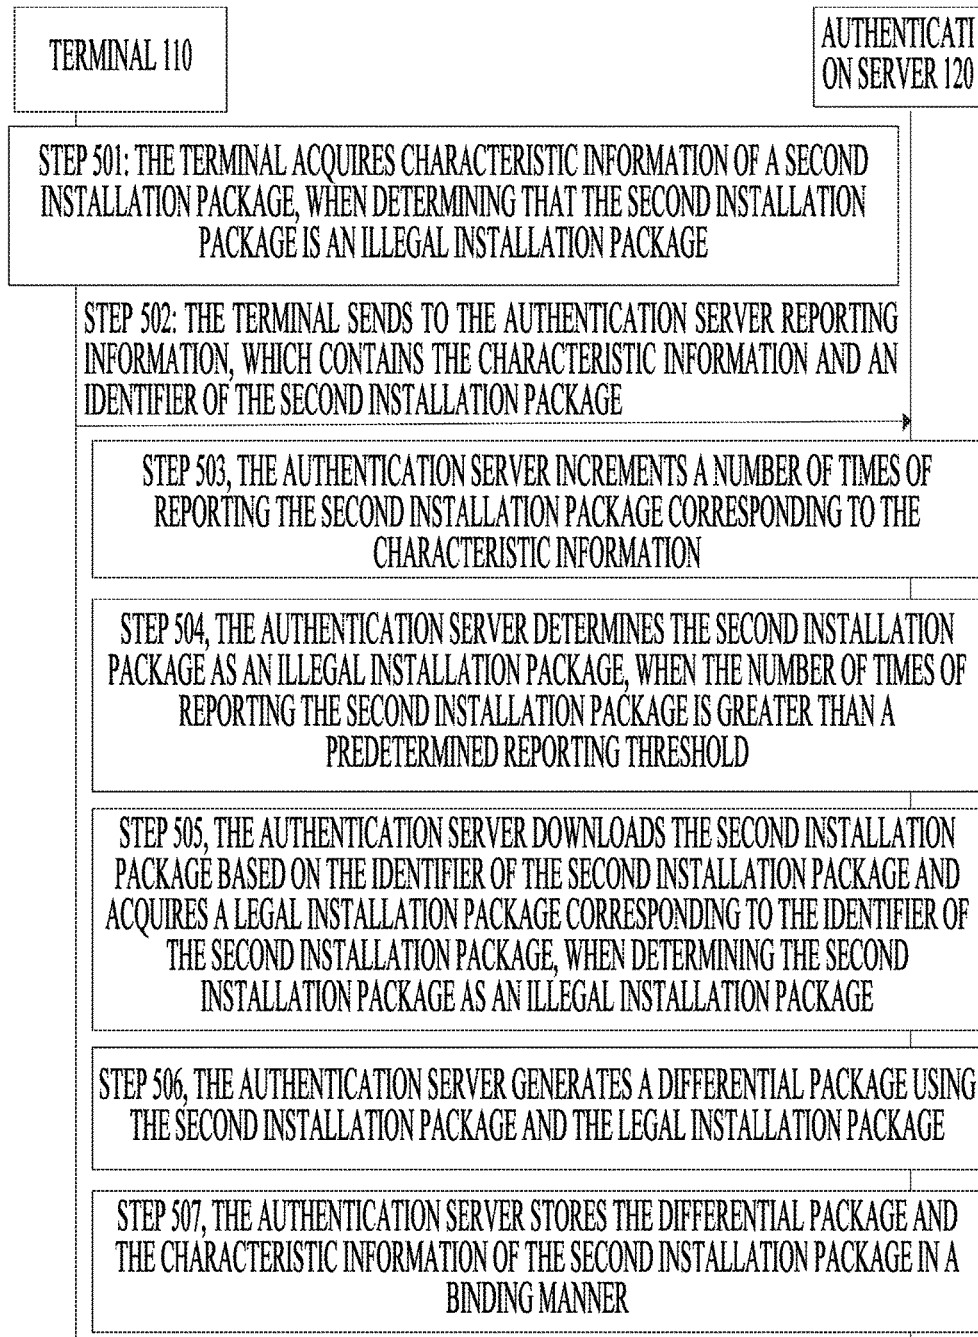 TERMINAL 110
AUTHENTICATI
ON SERVER 120
STEP 501: THE TERMINAL ACQUIRES CHARACTERISTIC INFORMATION OF A SECOND
INSTALLATION PACKAGE, WHEN DETERMINING THAT THE SECOND INSTALLATION
PACKAGE IS AN ILLEGAL INSTALLATION PACKAGE
STEP 502: THE TERMINAL SENDS TO THE AUTHENTICATION SERVER REPORTING
INFORMATION, WHICH CONTAINS THE CHARACTERISTIC INFORMATION AND AN
IDENTIFIER OF THE SECOND INSTALLATION PACKAGE
STEP 503, THE AUTHENTICATION SERVER INCREMENTS A NUMBER OF TIMES OF
REPORTING THE SECOND INSTALLATION PACKAGE CORRESPONDING TO THE
CHARACTERISTIC INFORMATION
STEP 504, THE AUTHENTICATION SERVER DETERMINES THE SECOND INSTALLATION
PACKAGE AS AN ILLEGAL INSTALLATION PACKAGE, WHEN THE NUMBER OF TIMES OF
REPORTING THE SECOND INSTALLATION PACKAGE IS GREATER THAN A
PREDETERMINED REPORTING THRESHOLD
STEP 505, THE AUTHENTICATION SERVER DOWNLOADS THE SECOND INSTALLATION
PACKAGE BASED ON THE IDENTIFIER OF THE SECOND INSTALLATION PACKAGE AND
ACQUIRES A LEGAL INSTALLATION PACKAGE CORRESPONDING TO THE IDENTIFIER OF
THE SECOND INSTALLATION PACKAGE, WHEN DETERMINING THE SECOND
INSTALLATION PACKAGE AS AN ILLEGAL INSTALLATION PACKAGE
STEP 506, THE AUTHENTICATION SERVER GENERATES A DIFFERENTIAL PACKAGE USING
THE SECOND INSTALLATION PACKAGE AND THE LEGAL INSTALLATION PACKAGE
STEP 507, THE AUTHENTICATION SERVER STORES THE DIFFERENTIAL PACKAGE AND
THE CHARACTERISTIC INFORMATION OF THE SECOND INSTALLATION PACKAGE IN A
BINDING MANNER